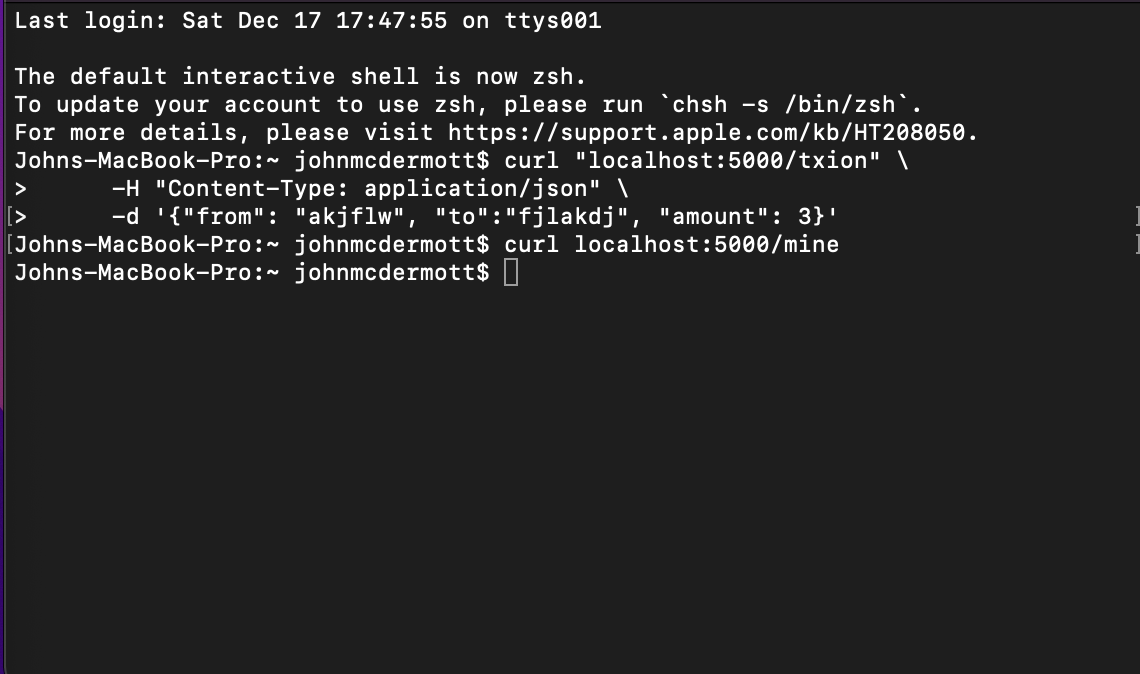 Last login: Sat Dec 17 17:47:55 on ttys001
The default interactive shell is now zsh.
To update your account to use zsh, please run `chsh -s /bin/zsh`.
For more details, please visit https://support.apple.com/kb/HT208050.
Johns-MacBook-Pro:~ johnmcdermott$ curl "localhost:5000/txion" \
>      -H "Content-Type: application/json" \
[>      -d '{"from": "akjflw", "to":"fjlakdj", "amount": 3}' ]
[Johns-MacBook-Pro:~ johnmcdermott$ curl localhost:5000/mine ]
Johns-MacBook-Pro:~ johnmcdermott$